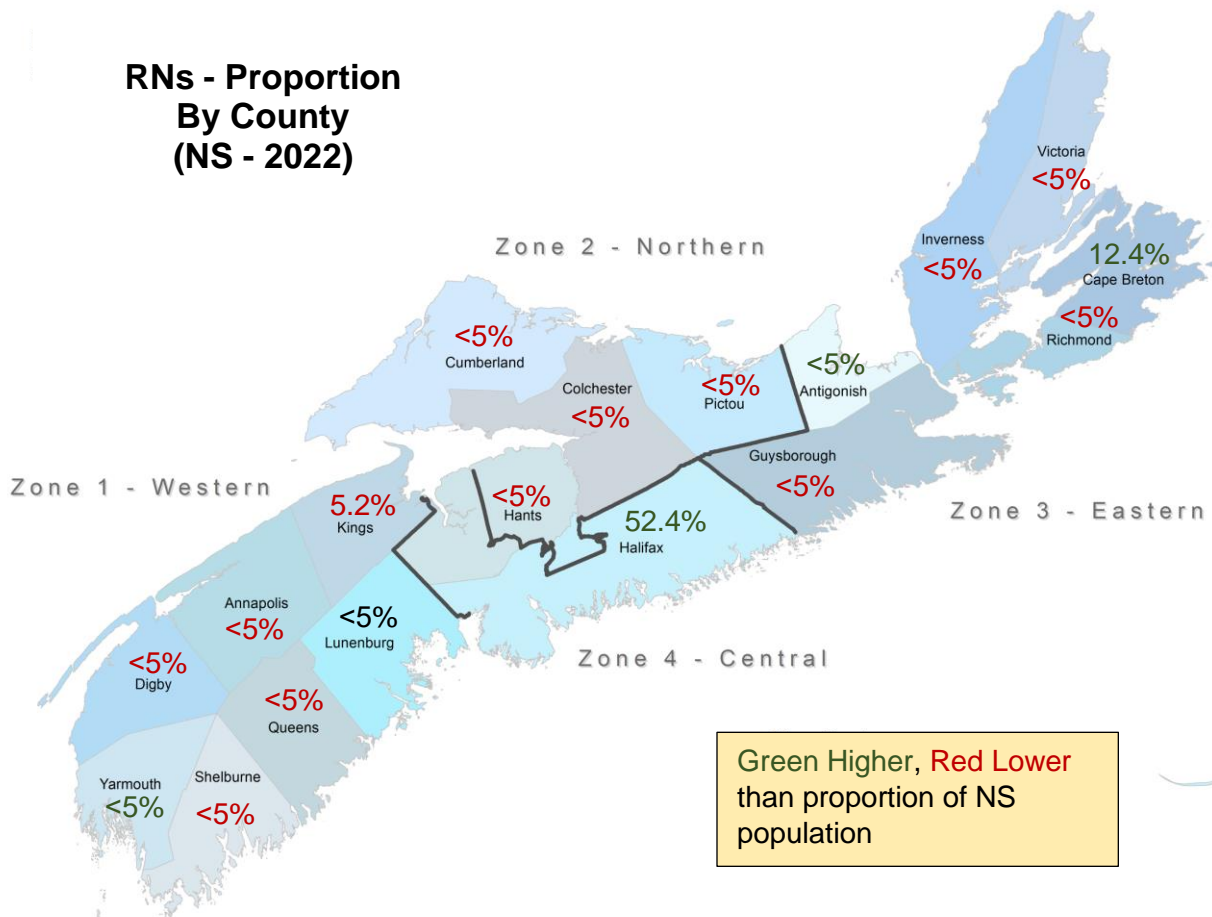 RNs - Proportion
By County
(NS - 2022)
Victoria
<5%
Inverness
<5%
12.4%
Cape Breton
<5%
Richmond
Zone 2 - Northern
<5%
Cumberland
Colchester
<5%
<5%
Pictou
<5%
Antigonish
Guysborough
<5%
Zone 3 - Eastern
Zone 1 - Western
5.2%
Kings
<5%
Hants
52.4%
Halifax
Annapolis
<5%
<5%
Lunenburg
Zone 4 - Central
<5%
Digby
<5%
Queens
Yarmouth
<5%
Shelburne
<5%
Green Higher, Red Lower
than proportion of NS
population